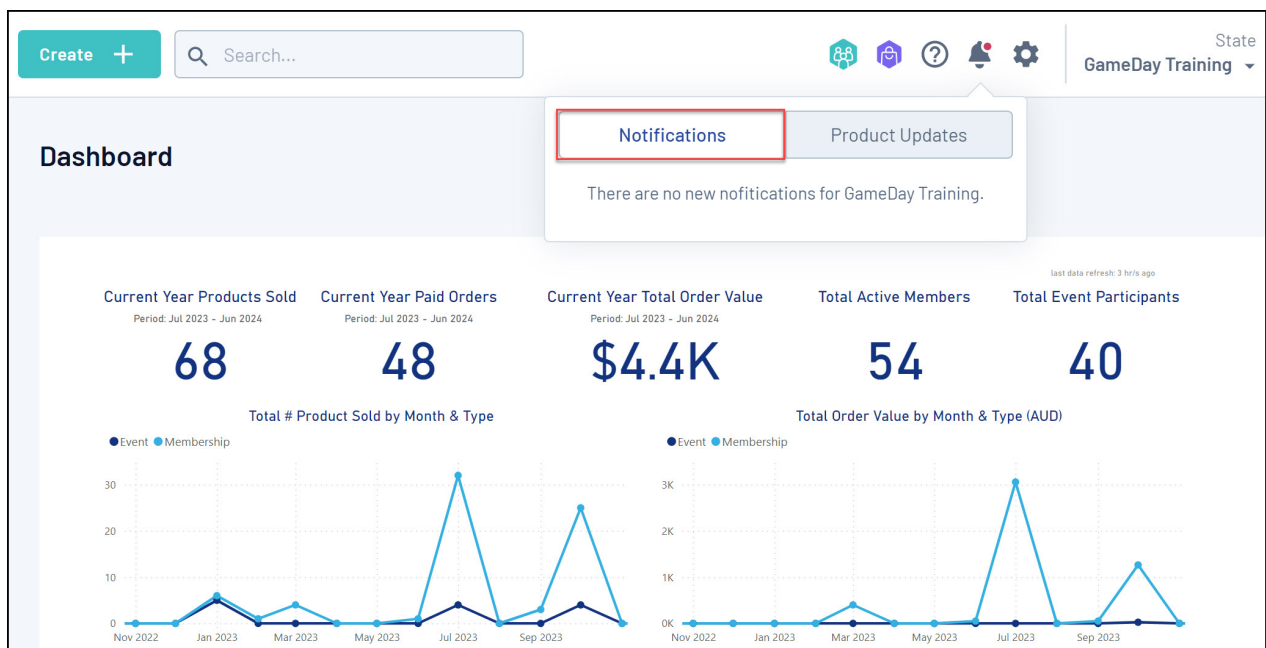 Create +
Search...
State
GameDay Training
Notifications
Product Updates
There are no new nofitications for GameDay Training.
Dashboard
last data refresh: 3 hr/s ago
Current Year Products Sold
Period: Jul 2023 - Jun 2024
68
Current Year Paid Orders
Period: Jul 2023 - Jun 2024
48
Current Year Total Order Value
Period: Jul 2023 - Jun 2024
$4.4K
Total Active Members
54
Total Event Participants
40
Total # Product Sold by Month & Type
Event Membership
30
20
10
0
Nov 2022 Jan 2023 Mar 2023 May 2023 Jul 2023 Sep 2023
Total Order Value by Month & Type (AUD)
Event Membership
3K
2K
1K
0K
Nov 2022 Jan 2023 Mar 2023 May 2023 Jul 2023 Sep 2023